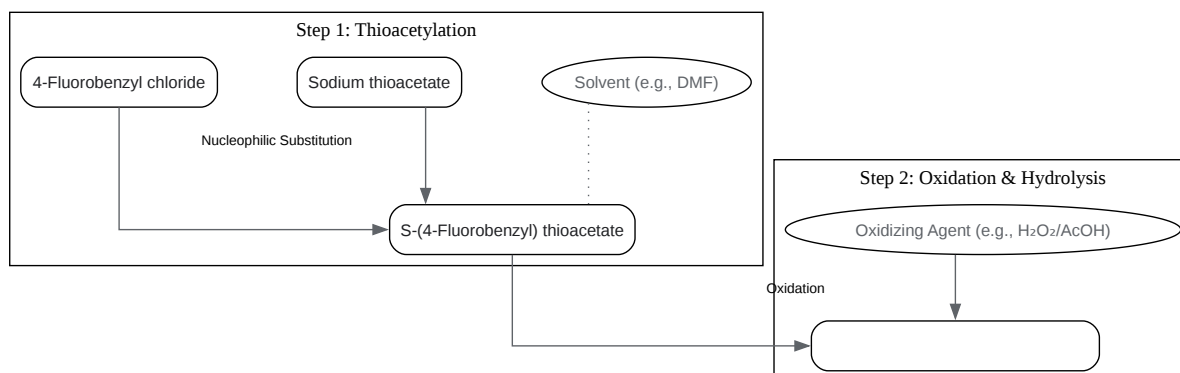 Step 1: Thioacetylation
4-Fluorobenzyl chloride
Sodium thioacetate
Solvent (e.g., DMF)
Nucleophilic Substitution
S-(4-Fluorobenzyl) thioacetate
Step 2: Oxidation & Hydrolysis
Oxidizing Agent (e.g., H₂O₂/AcOH)
Oxidation